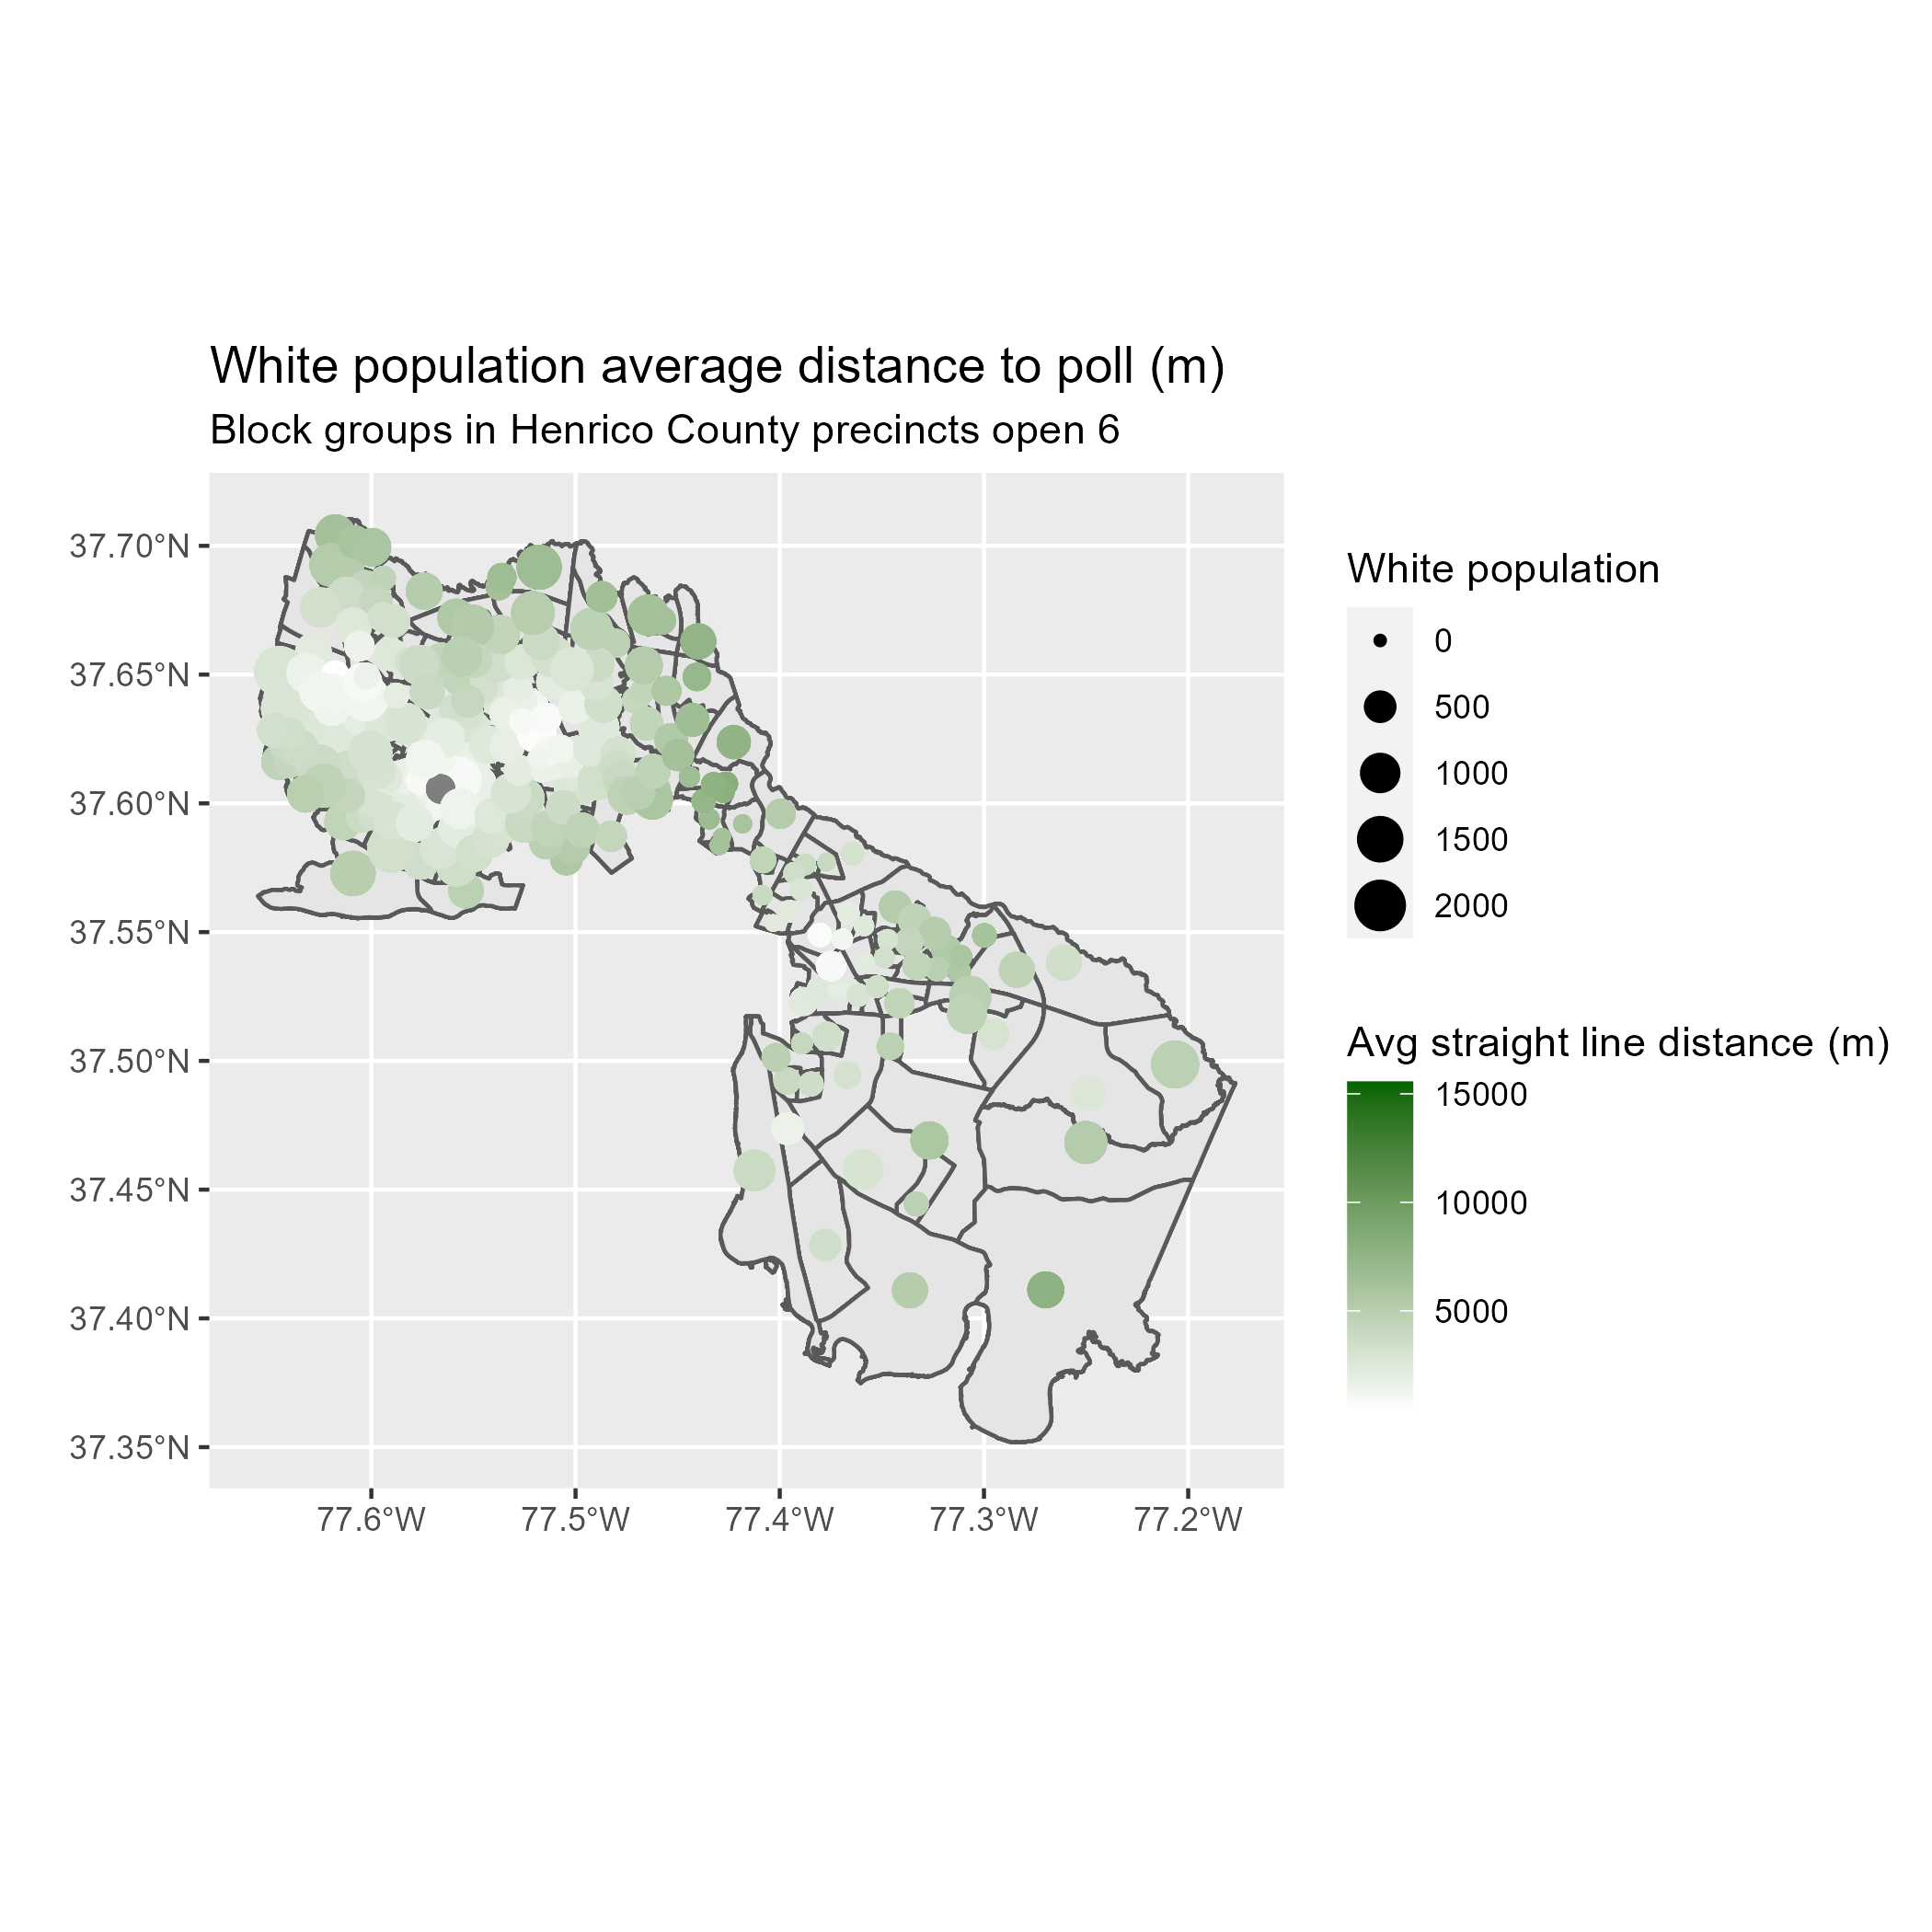 White population average distance to poll (m)
Block groups in Henrico County precincts open 6
37.70°N
37.65°N
37.60°N
37.55°N
37.50°N
37.45°N
37.40°N
37.35°N
77.6°W
77.5°W
77.4°W
77.3°W
77.2°W
White population
0
500
1000
1500
2000
Avg straight line distance (m)
15000
10000
5000